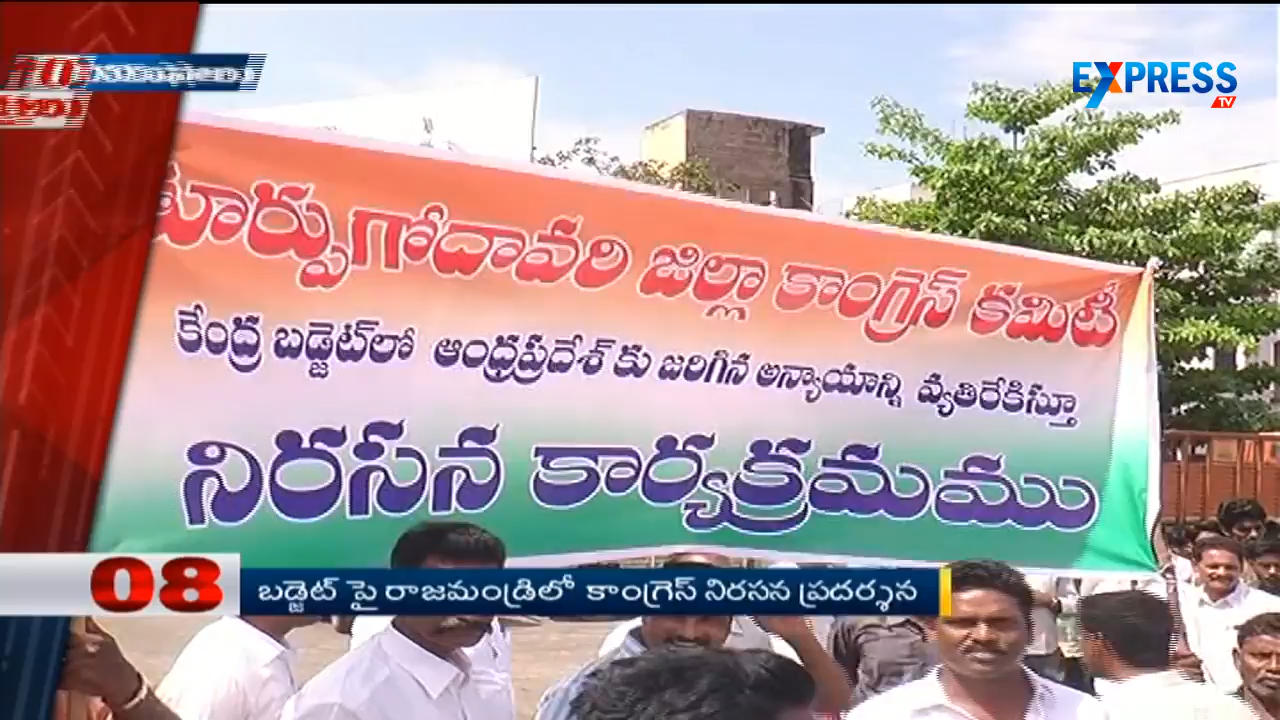 EXPRESS
TV
తూర్పుగోదావరి జిల్లా కాంగ్రెస్ కమిటీ
కేంద్ర బడ్జెట్‌లో ఆంధ్రప్రదేశ్ కు జరిగిన అన్యాయాన్ని వ్యతిరేకిస్తూ
నిరసన కార్యక్రమము
08 బడ్జెట్ పై రాజమండ్రిలో కాంగ్రెస్ నిరసన ప్రదర్శన